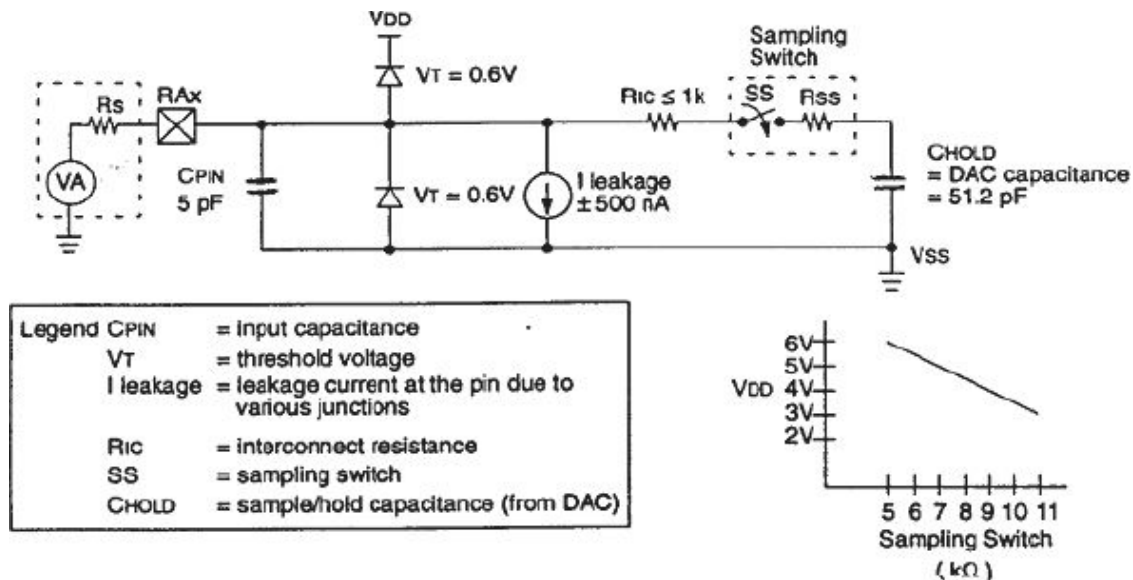 VDD
Sampling
Switch
VT = 0.6V
RIC ≤ 1k
SS
RSS
RS
RAx
VA
CPIN
5 pF
VT = 0.6V
I leakage
± 500 nA
CHOLD
= DAC capacitance
= 51.2 pF
VSS
Legend CPIN = input capacitance
VT = threshold voltage
I leakage = leakage current at the pin due to
various junctions
RIC = interconnect resistance
SS = sampling switch
CHOLD = sample/hold capacitance (from DAC)
6V
5V
VDD 4V
3V
2V
5 6 7 8 9 10 11
Sampling Switch
(kΩ)